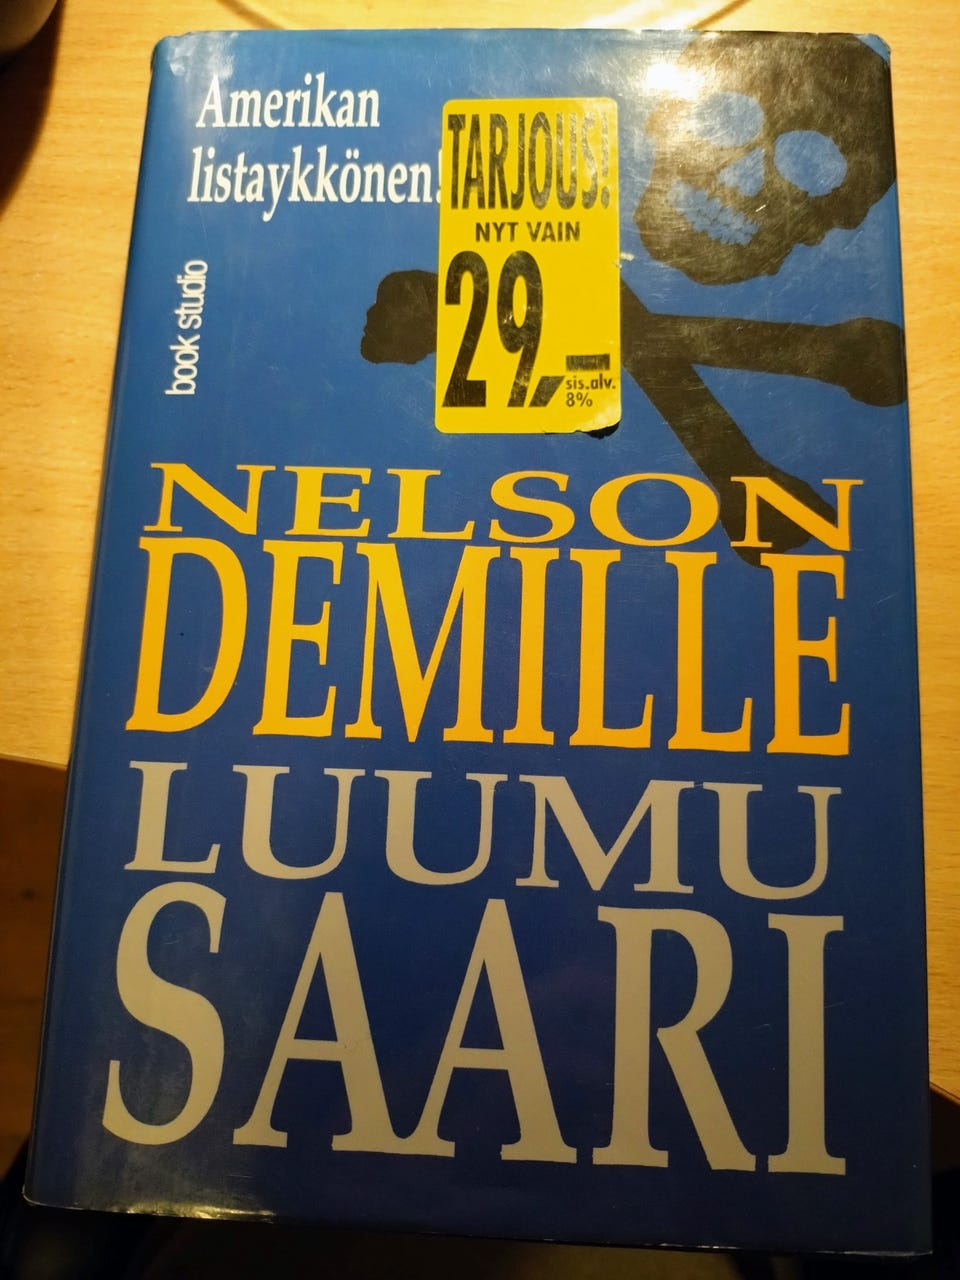 Amerikan
listaykkönen!
TARJOUS!
NYT VAIN
29,-
sis.alv.
8%
book studio
NELSON
DEMILLE
LUUMU
SAARI